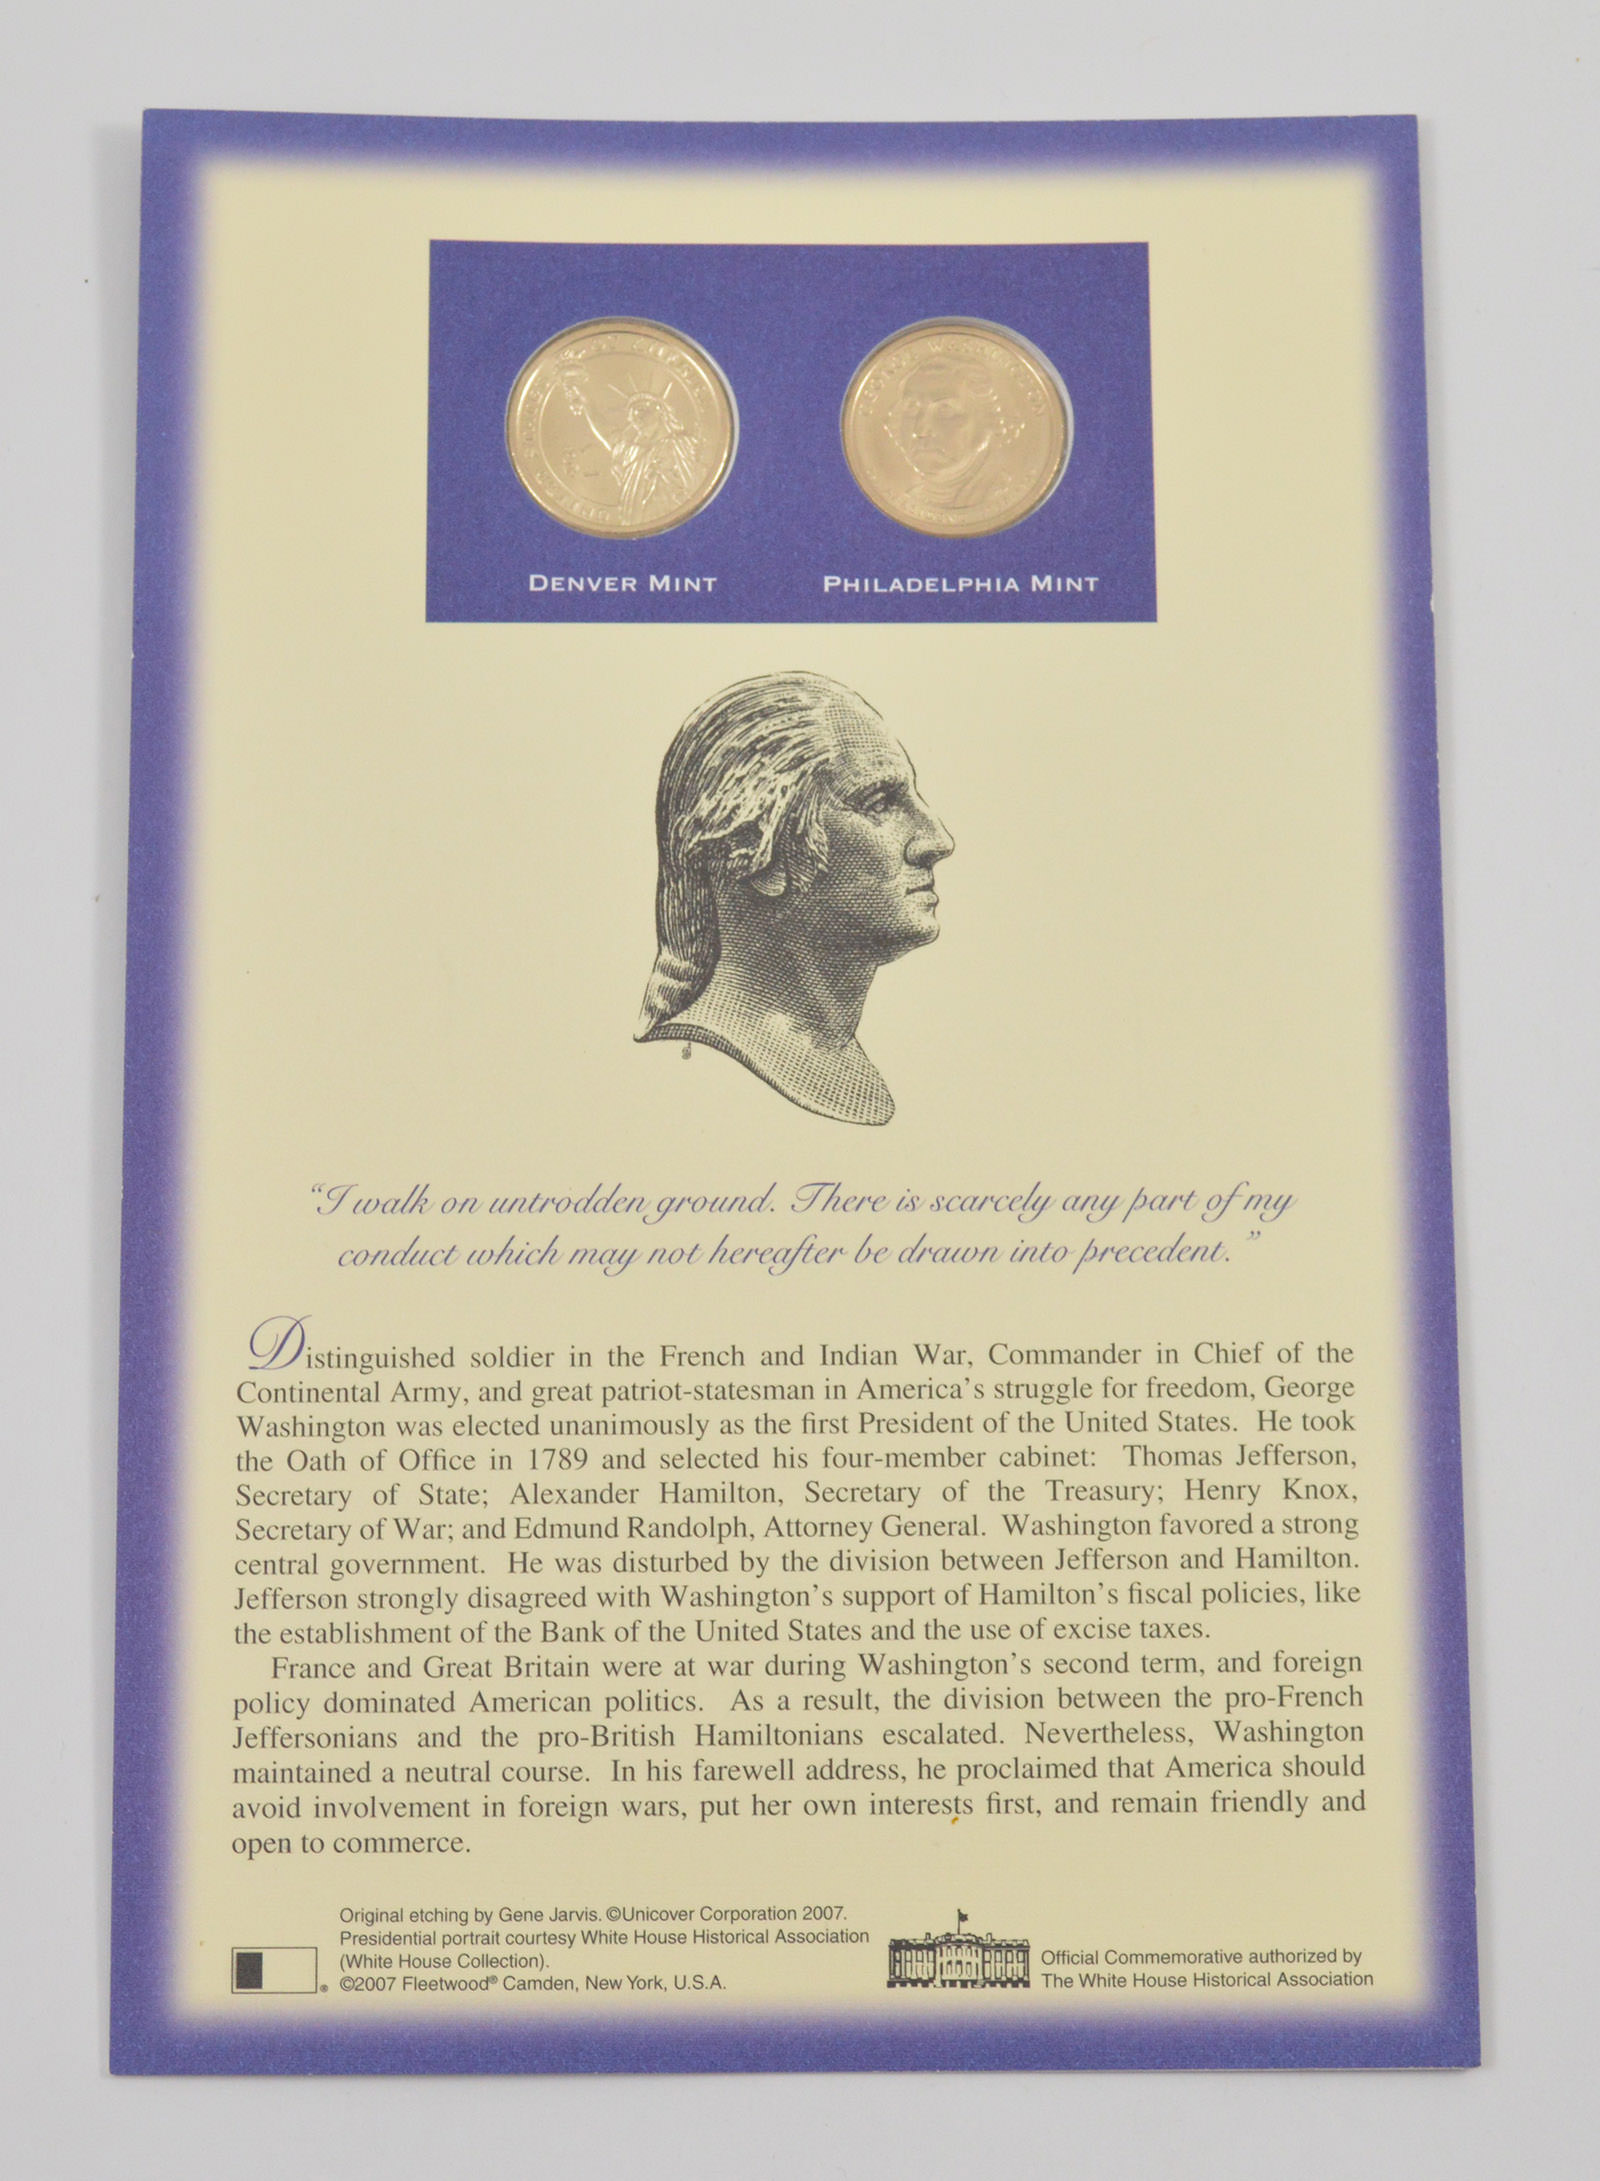 GEORGE WASHINGTON
DENVER MINT
PHILADELPHIA MINT
“I walk on untrodden ground. There is scarcely any part of my
conduct which may not hereafter be drawn into precedent.”
Distinguished soldier in the French and Indian War, Commander in Chief of the
Continental Army, and great patriot-statesman in America’s struggle for freedom, George
Washington was elected unanimously as the first President of the United States. He took
the Oath of Office in 1789 and selected his four-member cabinet: Thomas Jefferson,
Secretary of State; Alexander Hamilton, Secretary of the Treasury; Henry Knox,
Secretary of War; and Edmund Randolph, Attorney General. Washington favored a strong
central government. He was disturbed by the division between Jefferson and Hamilton.
Jefferson strongly disagreed with Washington’s support of Hamilton’s fiscal policies, like
the establishment of the Bank of the United States and the use of excise taxes.
France and Great Britain were at war during Washington’s second term, and foreign
policy dominated American politics. As a result, the division between the pro-French
Jeffersonians and the pro-British Hamiltonians escalated. Nevertheless, Washington
maintained a neutral course. In his farewell address, he proclaimed that America should
avoid involvement in foreign wars, put her own interests first, and remain friendly and
open to commerce.
Original etching by Gene Jarvis. ©Unicover Corporation 2007.
Presidential portrait courtesy White House Historical Association
(White House Collection).
©2007 Fleetwood® Camden, New York, U.S.A.
Official Commemorative authorized by
The White House Historical Association